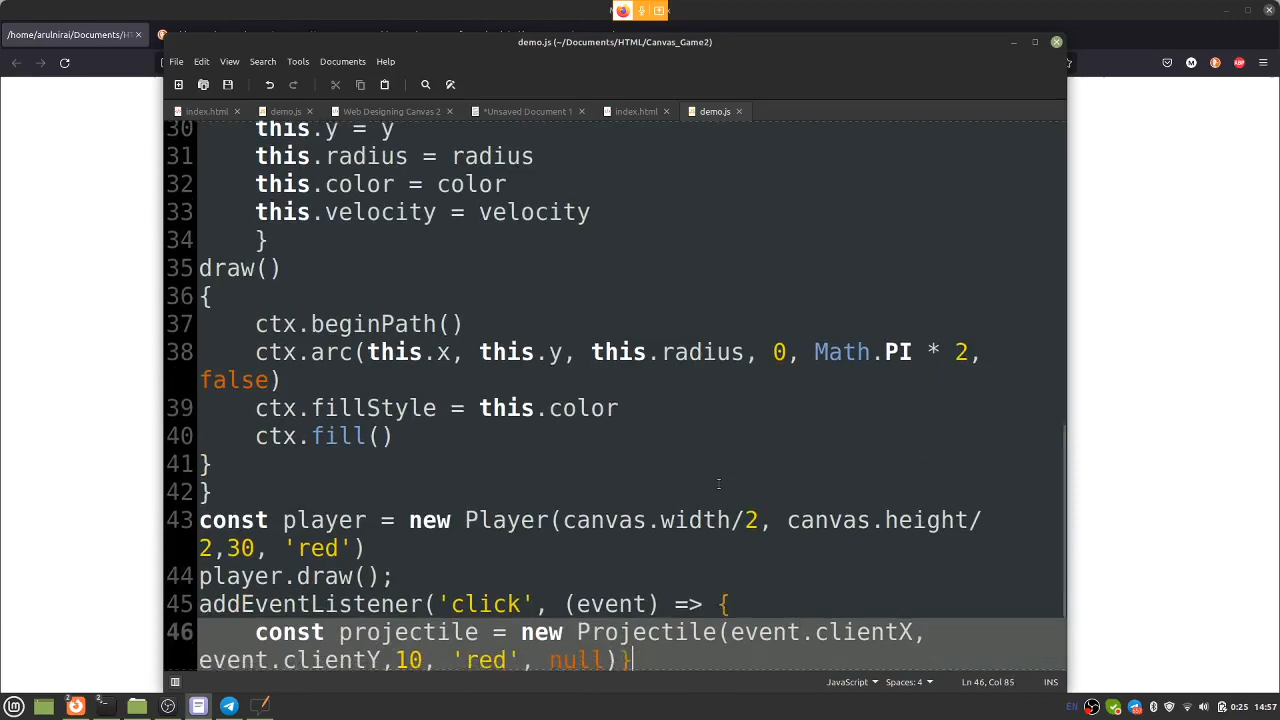 /home/arulnirai/Documents/HT
demo.js (~/Documents/HTML/Canvas_Game2)
File Edit View Search Tools Documents Help
index.html demo.js Web Designing Canvas 2 *Unsaved Document 1 index.html demo.js
30 this.y = y
31 this.radius = radius
32 this.color = color
33 this.velocity = velocity
34 }
35 draw()
36 {
37 ctx.beginPath()
38 ctx.arc(this.x, this.y, this.radius, 0, Math.PI * 2,
false)
39 ctx.fillStyle = this.color
40 ctx.fill()
41 }
42 }
43 const player = new Player(canvas.width/2, canvas.height/
2,30, 'red')
44 player.draw();
45 addEventListener('click', (event) => {
46 const projectile = new Projectile(event.clientX,
event.clientY,10, 'red', null)}
JavaScript Spaces: 4 Ln 46, Col 85 INS
EN 0:25 14:57